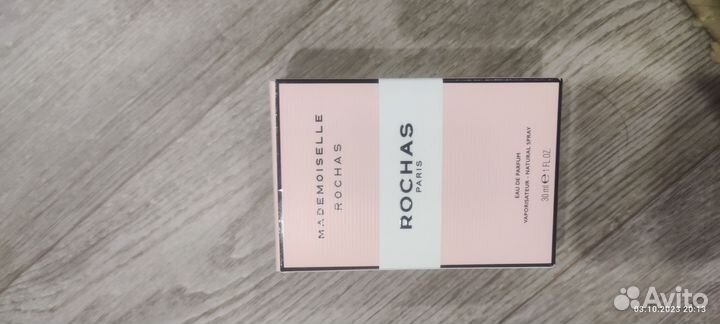 MADEMOISELLE
ROCHAS
ROCHAS
PARIS
EAU DE PARFUM
VAPORISATEUR - NATURAL SPRAY
30 ml ℮ 1 FL.OZ.
Avito
03.10.2023 20:13